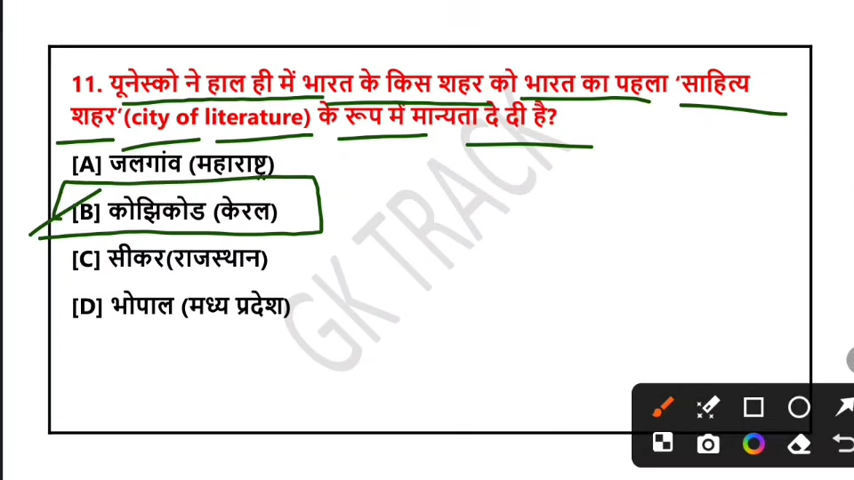 11. यूनेस्को ने हाल ही में भारत के किस शहर को भारत का पहला ‘साहित्य
शहर’(city of literature) के रूप में मान्यता दे दी है?
[A] जलगांव (महाराष्ट्र)
[B] कोझिकोड (केरल)
[C] सीकर(राजस्थान)
[D] भोपाल (मध्य प्रदेश)
GK TRACK